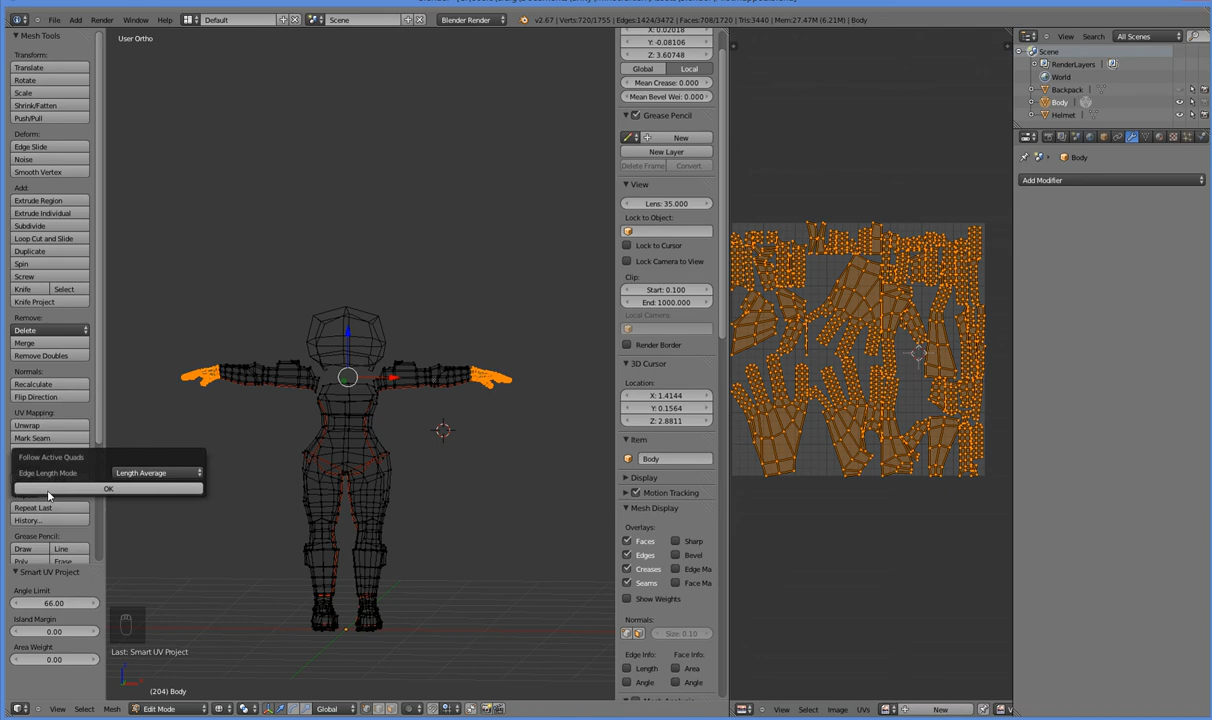 File
Add
Render
Window
Help
Default
Scene
Blender Render
v2.67 | Verts:720/1755 | Edges:1424/3472 | Faces:708/1720 | Tris:3440 | Mem:27.47M (6.21M) | Body
Mesh Tools
Transform:
Translate
Rotate
Scale
Shrink/Fatten
Push/Pull
Deform:
Edge Slide
Noise
Smooth Vertex
Add:
Extrude Region
Extrude Individual
Subdivide
Loop Cut and Slide
Duplicate
Spin
Screw
Knife
Select
Knife Project
Remove:
Delete
Merge
Remove Doubles
Normals:
Recalculate
Flip Direction
UV Mapping:
Unwrap
Mark Seam
Follow Active Quads
Edge Length Mode
Length Average
OK
Repeat Last
History...
Grease Pencil:
Draw
Line
Poly
Erase
Smart UV Project
Angle Limit
66.00
Island Margin
0.00
Area Weight
0.00
User Ortho
Last: Smart UV Project
(204) Body
View
Select
Mesh
Edit Mode
Global
X: 0.02018
Y: -0.08106
Z: 3.60748
Global
Local
Mean Crease: 0.000
Mean Bevel Wei: 0.000
Grease Pencil
New
New Layer
Delete Frame
Convert
View
Lens: 35.000
Lock to Object:
Lock to Cursor
Lock Camera to View
Clip:
Start: 0.100
End: 1000.000
Local Camera:
Render Border
3D Cursor
Location:
X: 1.4144
Y: 0.1564
Z: 2.8811
Item
Body
Display
Motion Tracking
Mesh Display
Overlays:
Faces
Sharp
Edges
Bevel
Creases
Edge Ma
Seams
Face Ma
Show Weights
Normals:
Size: 0.10
Edge Info:
Face Info:
Length
Area
Angle
Angle
View
Select
Image
UVs
New
View
Search
All Scenes
Scene
RenderLayers
World
Backpack
Body
Helmet
Body
Add Modifier